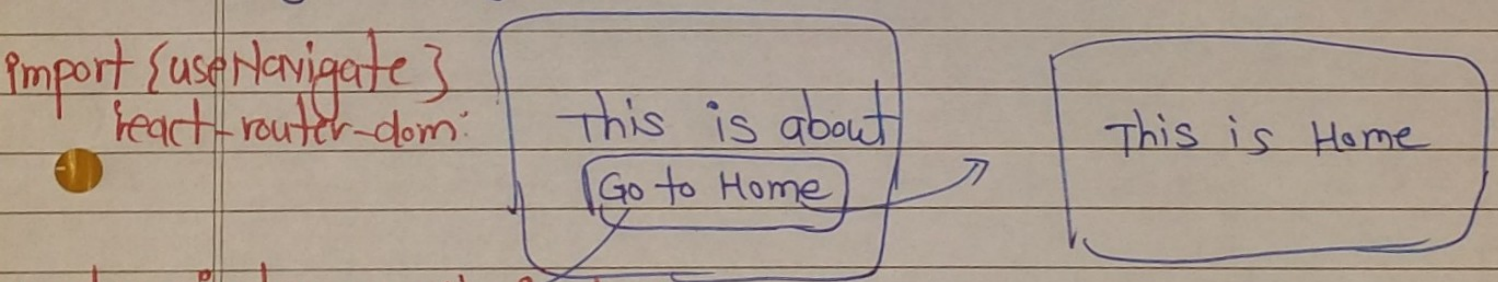 import {useNavigate}
react-router-dom:
This is about
Go to Home
This is Home